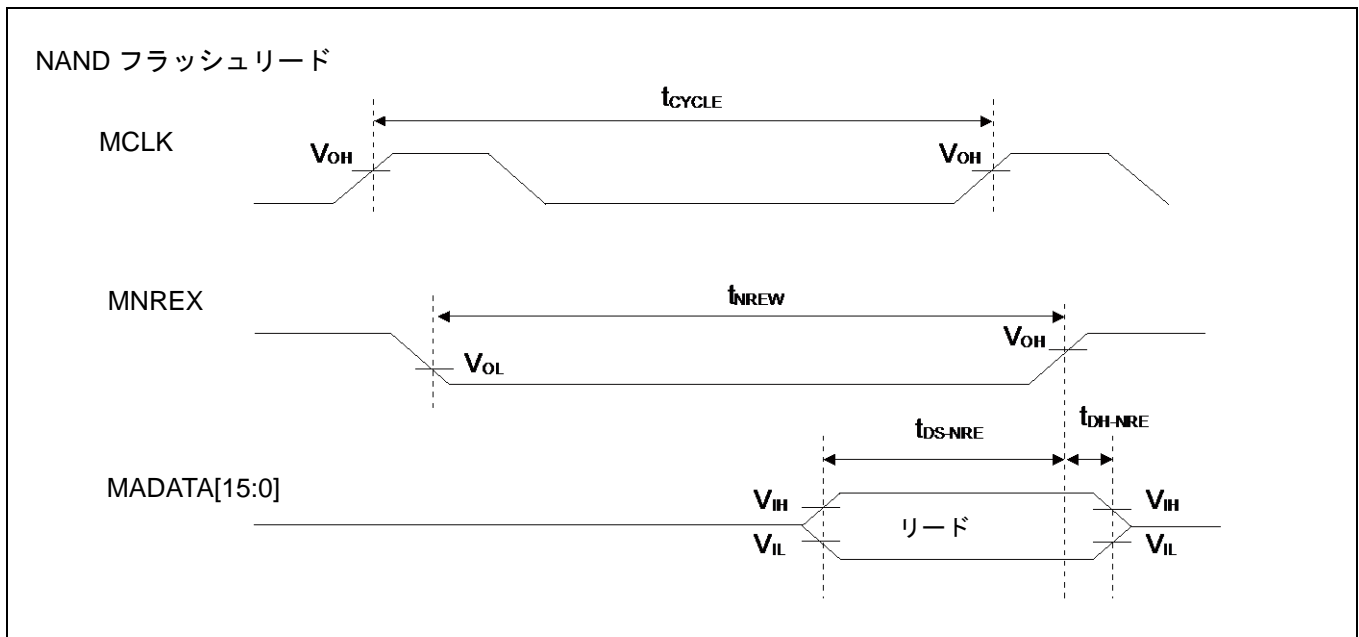 NAND フラッシュリード
tCYCLE
MCLK
VOH
VOH
MNREX
tNREW
VOL
VOH
tDS-NRE
tDH-NRE
MADATA[15:0]
VIH
VIH
リード
VIL
VIL